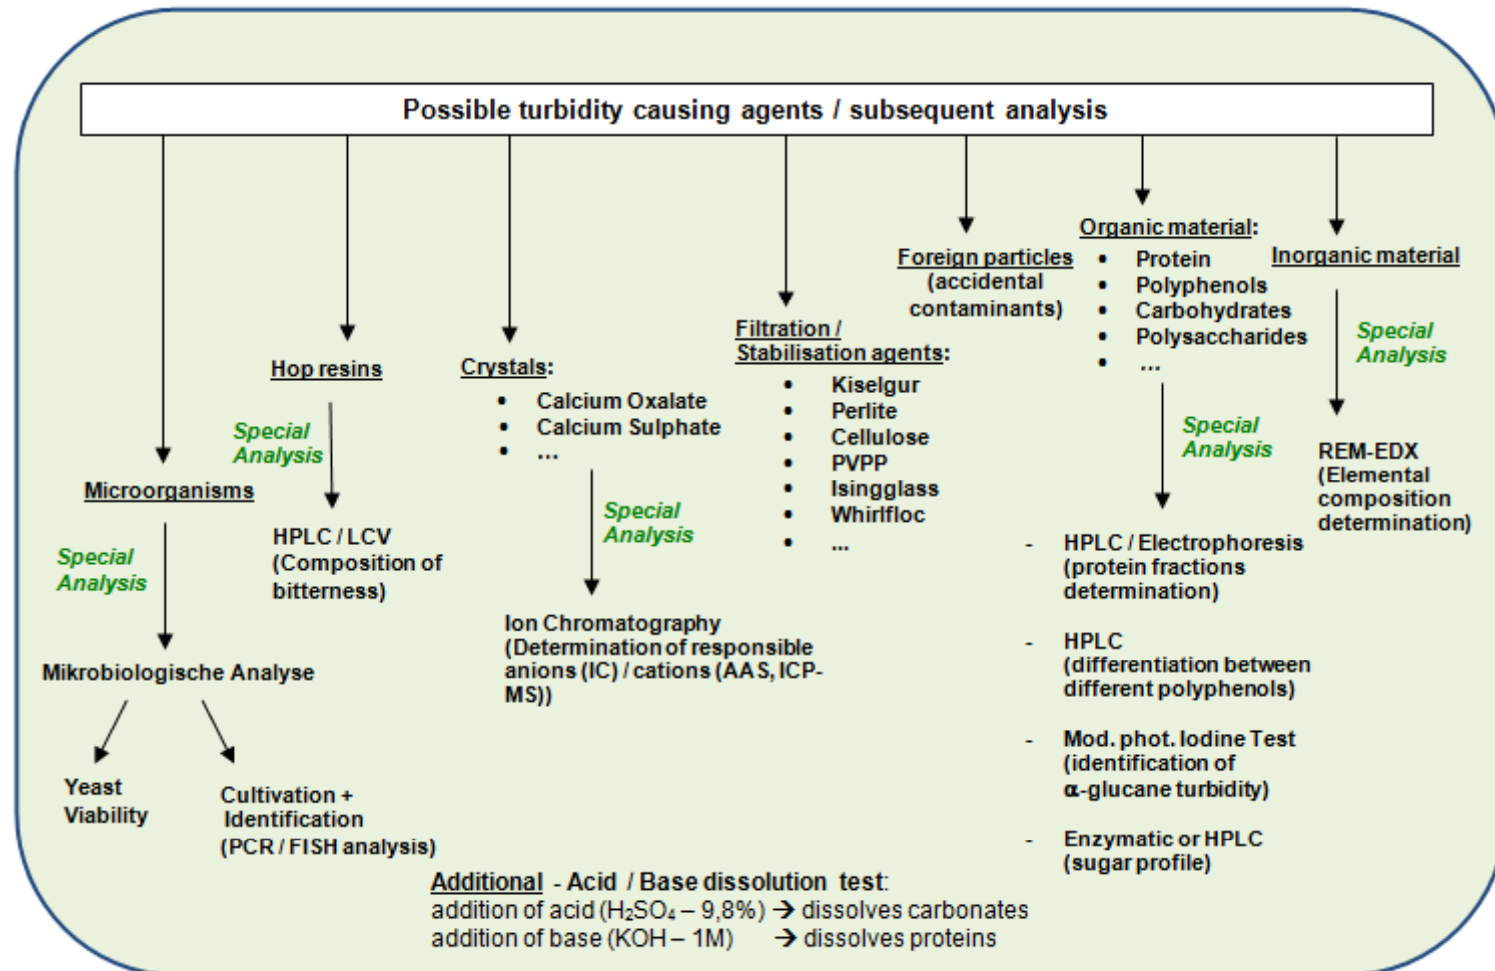 Possible turbidity causing agents / subsequent analysis
Microorganisms
Special
Analysis
Mikrobiologische Analyse
Yeast
Viability
Cultivation +
Identification
(PCR / FISH analysis)
Hop resins
Special
Analysis
HPLC / LCV
(Composition of
bitterness)
Crystals:
• Calcium Oxalate
• Calcium Sulphate
• ...
Special
Analysis
Ion Chromatography
(Determination of responsible
anions (IC) / cations (AAS, ICP-
MS))
Filtration /
Stabilisation agents:
• Kiselgur
• Perlite
• Cellulose
• PVPP
• Isingglass
• Whirlfloc
• ...
Foreign particles
(accidental
contaminants)
Organic material:
• Protein
• Polyphenols
• Carbohydrates
• Polysaccharides
• ...
Special
Analysis
- HPLC / Electrophoresis
(protein fractions
determination)
- HPLC
(differentiation between
different polyphenols)
- Mod. phot. Iodine Test
(identification of
α-glucane turbidity)
- Enzymatic or HPLC
(sugar profile)
Inorganic material
Special
Analysis
REM-EDX
(Elemental
composition
determination)
Additional - Acid / Base dissolution test:
addition of acid (H₂SO₄ – 9,8%) → dissolves carbonates
addition of base (KOH – 1M) → dissolves proteins